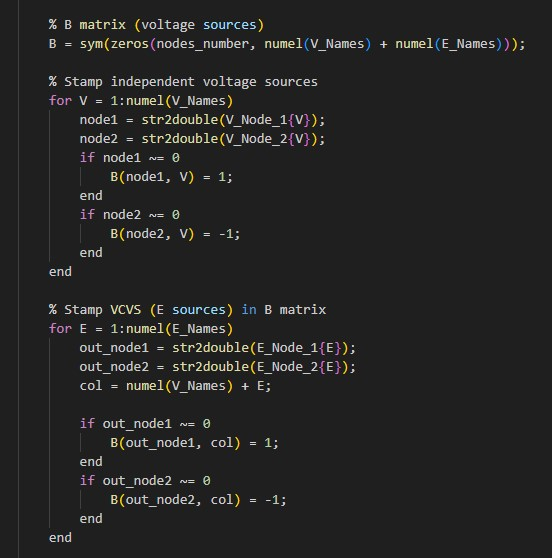 % B matrix (voltage sources)
B = sym(zeros(nodes_number, numel(V_Names) + numel(E_Names)));

% Stamp independent voltage sources
for V = 1:numel(V_Names)
    node1 = str2double(V_Node_1{V});
    node2 = str2double(V_Node_2{V});
    if node1 ~= 0
        B(node1, V) = 1;
    end
    if node2 ~= 0
        B(node2, V) = -1;
    end
end

% Stamp VCVS (E sources) in B matrix
for E = 1:numel(E_Names)
    out_node1 = str2double(E_Node_1{E});
    out_node2 = str2double(E_Node_2{E});
    col = numel(V_Names) + E;

    if out_node1 ~= 0
        B(out_node1, col) = 1;
    end
    if out_node2 ~= 0
        B(out_node2, col) = -1;
    end
end